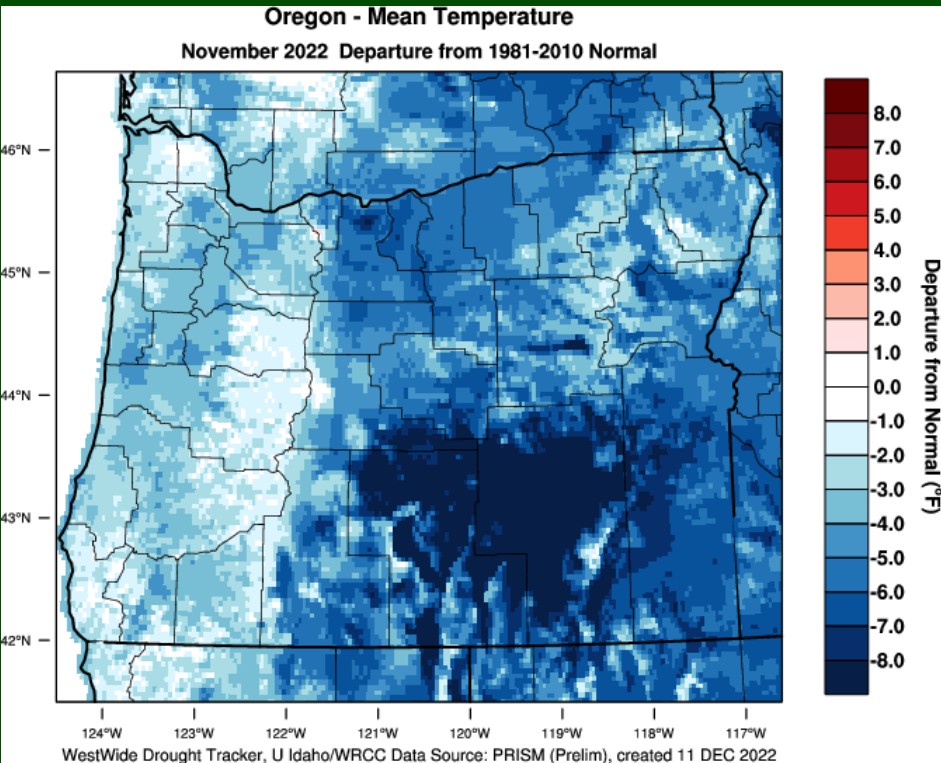 Oregon - Mean Temperature
November 2022 Departure from 1981-2010 Normal
46°N
45°N
44°N
43°N
42°N
124°W 123°W 122°W 121°W 120°W 119°W 118°W 117°W
8.0
7.0
6.0
5.0
4.0
3.0
2.0
1.0
0.0
-1.0
-2.0
-3.0
-4.0
-5.0
-6.0
-7.0
-8.0
Departure from Normal (°F)
WestWide Drought Tracker, U Idaho/WRCC Data Source: PRISM (Prelim), created 11 DEC 2022